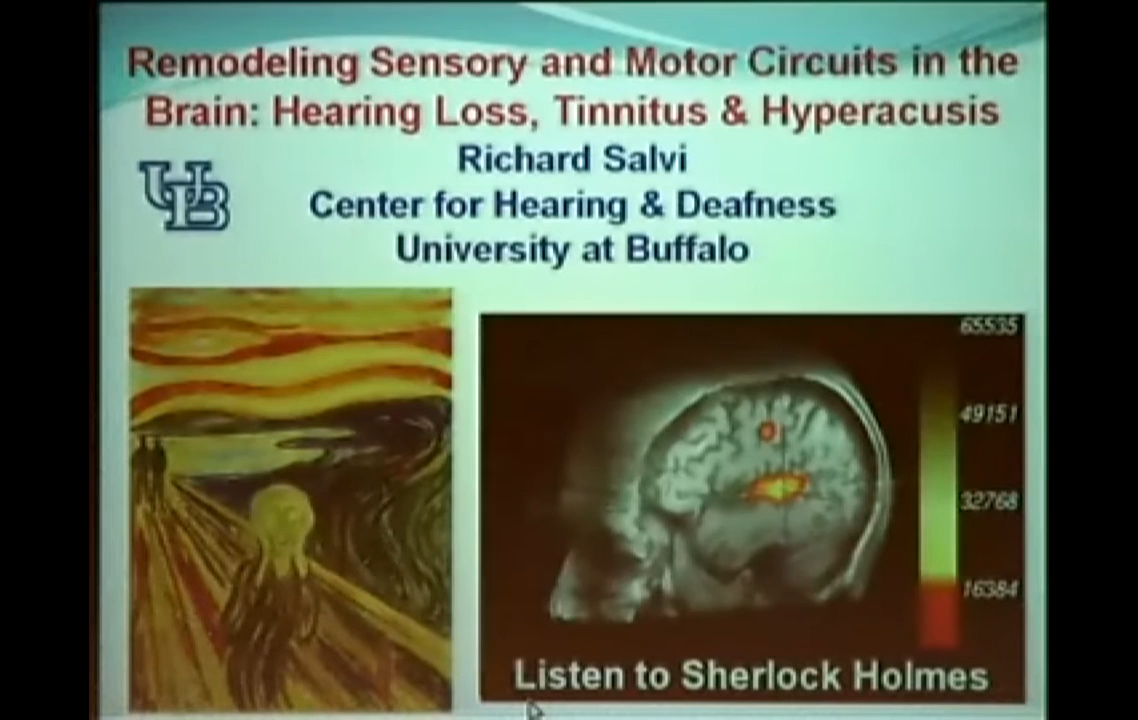 Remodeling Sensory and Motor Circuits in the
Brain: Hearing Loss, Tinnitus & Hyperacusis
Richard Salvi
UB
Center for Hearing & Deafness
University at Buffalo
65535
49151
32768
16384
Listen to Sherlock Holmes